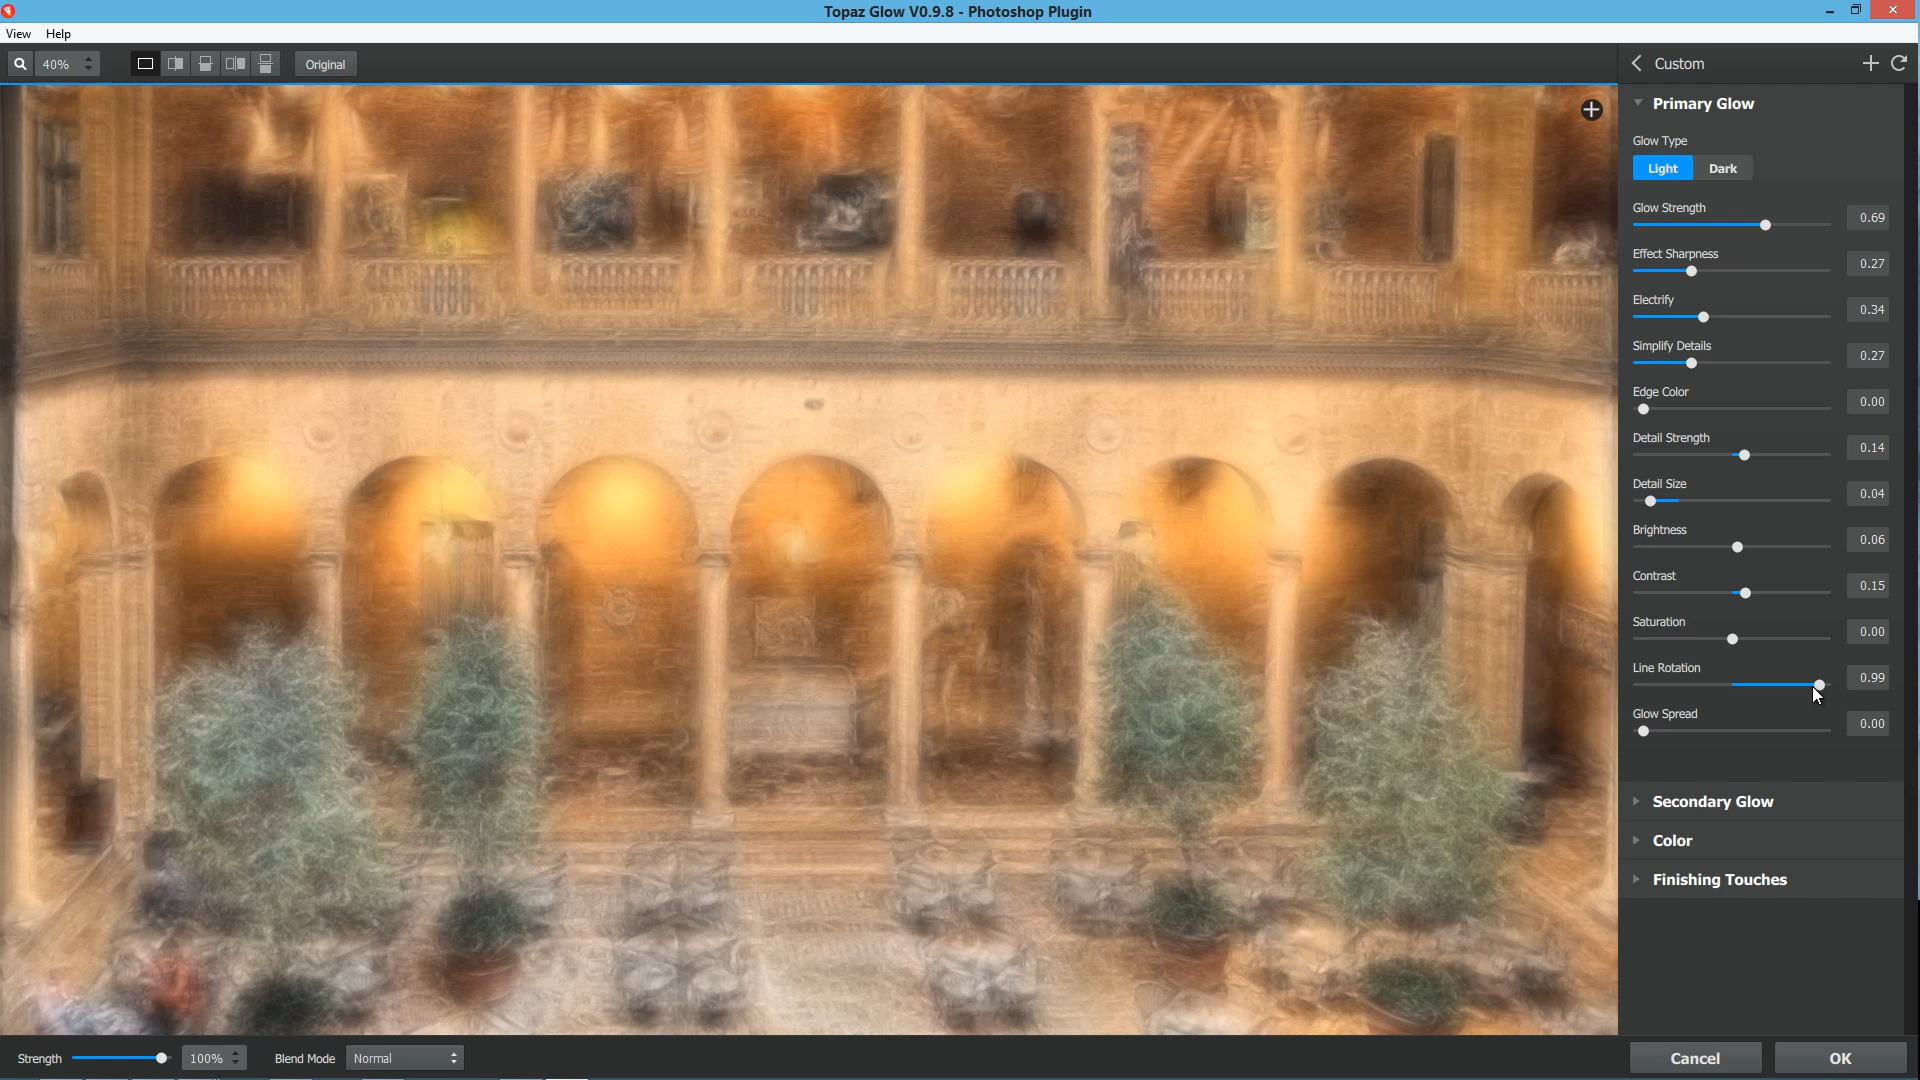 Topaz Glow V0.9.8 - Photoshop Plugin
View Help
40% Original Custom
Primary Glow
Glow Type
Light Dark
Glow Strength 0.69
Effect Sharpness 0.27
Electrify 0.34
Simplify Details 0.27
Edge Color 0.00
Detail Strength 0.14
Detail Size 0.04
Brightness 0.06
Contrast 0.15
Saturation 0.00
Line Rotation 0.99
Glow Spread 0.00
Secondary Glow
Color
Finishing Touches
Strength 100% Blend Mode Normal Cancel OK